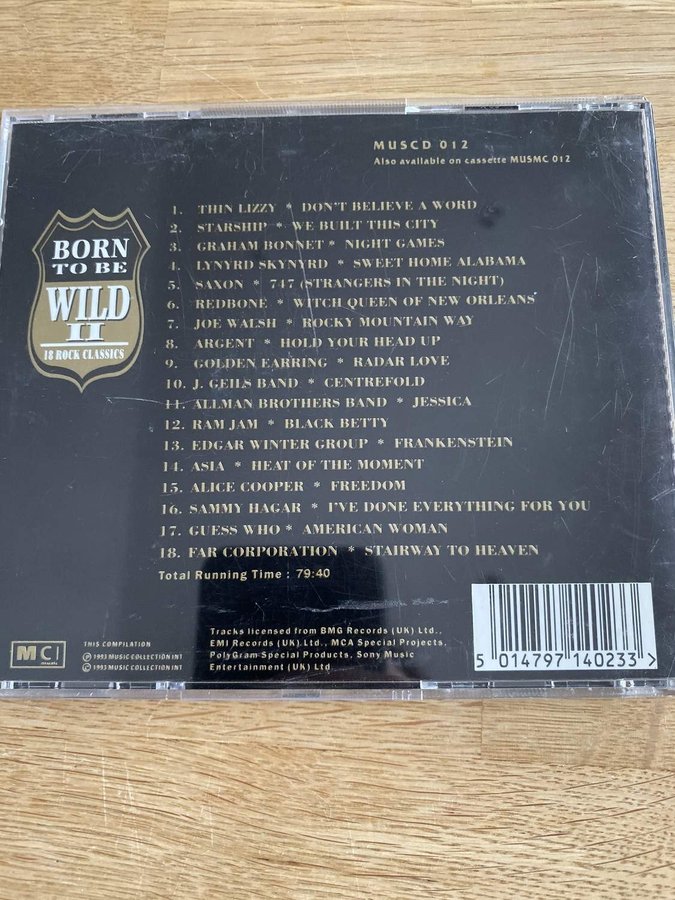 MUSCD 012
Also available on cassette MUSMC 012
BORN
TO BE
WILD
II
18 ROCK CLASSICS
1. THIN LIZZY * DON'T BELIEVE A WORD
2. STARSHIP * WE BUILT THIS CITY
3. GRAHAM BONNET * NIGHT GAMES
4. LYNYRD SKYNYRD * SWEET HOME ALABAMA
5. SAXON * 747 (STRANGERS IN THE NIGHT)
6. REDBONE * WITCH QUEEN OF NEW ORLEANS
7. JOE WALSH * ROCKY MOUNTAIN WAY
8. ARGENT * HOLD YOUR HEAD UP
9. GOLDEN EARRING * RADAR LOVE
10. J. GEILS BAND * CENTREFOLD
11. ALLMAN BROTHERS BAND * JESSICA
12. RAM JAM * BLACK BETTY
13. EDGAR WINTER GROUP * FRANKENSTEIN
14. ASIA * HEAT OF THE MOMENT
15. ALICE COOPER * FREEDOM
16. SAMMY HAGAR * I'VE DONE EVERYTHING FOR YOU
17. GUESS WHO * AMERICAN WOMAN
18. FAR CORPORATION * STAIRWAY TO HEAVEN
Total Running Time : 79:40
MCI
music
THIS COMPILATION
℗ 1993 MUSIC COLLECTION INT
© 1993 MUSIC COLLECTION INT
Tracks licensed from BMG Records (UK) Ltd.,
EMI Records (UK) Ltd., MCA Special Projects,
PolyGram Special Products, Sony Music
Entertainment (UK) Ltd
5 014797 140233 >